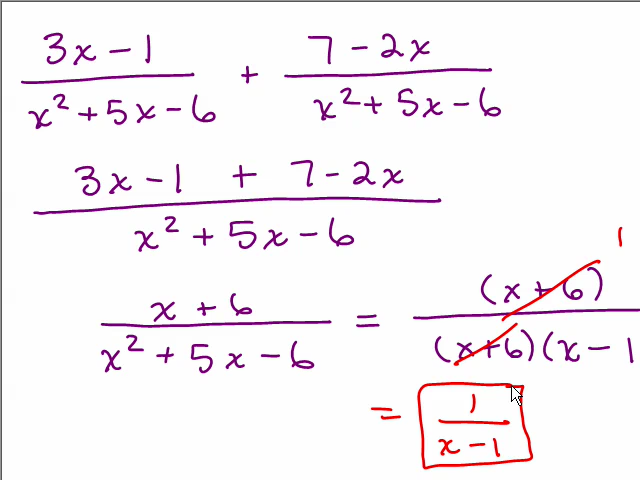 3x - 1 + 7 - 2x
x² + 5x - 6 x² + 5x - 6
3x - 1 + 7 - 2x
x² + 5x - 6
1
x + 6 = (x + 6)
x² + 5x - 6 (x + 6)(x - 1
= 1
x - 1